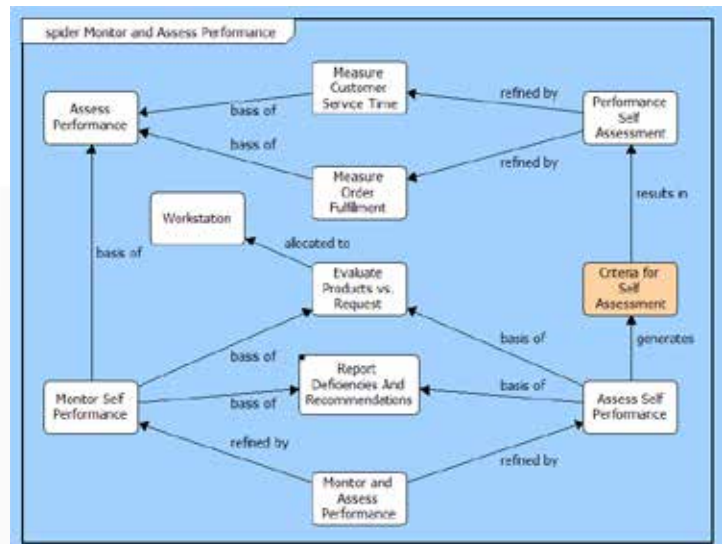 spider Monitor and Assess Performance
Measure
Customer
Service Time
Assess
Performance
basis of
refined by
Performance
Self
Assessment
basis of
refined by
Measure
Order
Fulfillment
Workstation
results in
allocated to
basis of
Evaluate
Products vs.
Request
Criteria for
Self
Assessment
basis of
generates
basis of
Report
Deficiencies And
Recommendations
Monitor Self
Performance
basis of
basis of
Assess Self
Performance
refined by
refined by
Monitor and
Assess
Performance